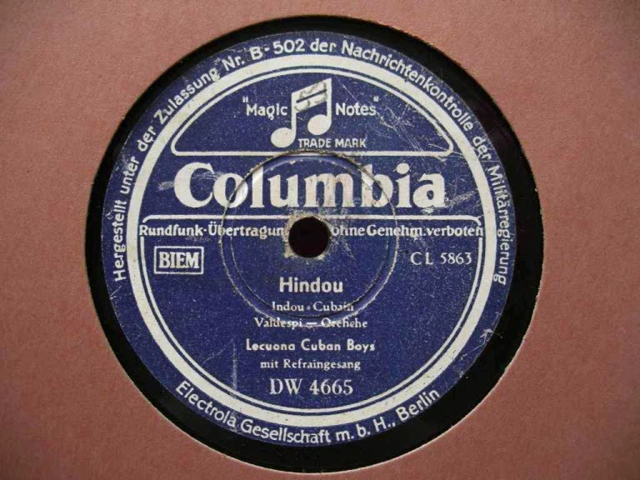 Hergestellt unter der Zulassung Nr. B-502 der Nachrichtenkontrolle der Militärregierung
"Magic Notes"
TRADE MARK
Columbia
Rundfunk-Übertragung ohne Genehm. verboten
BIEM
CL 5863
Hindou
Indou-Cubain
Valdespi — Orefiche
Lecuona Cuban Boys
mit Refraingesang
DW 4665
Electrola Gesellschaft m. b. H., Berlin